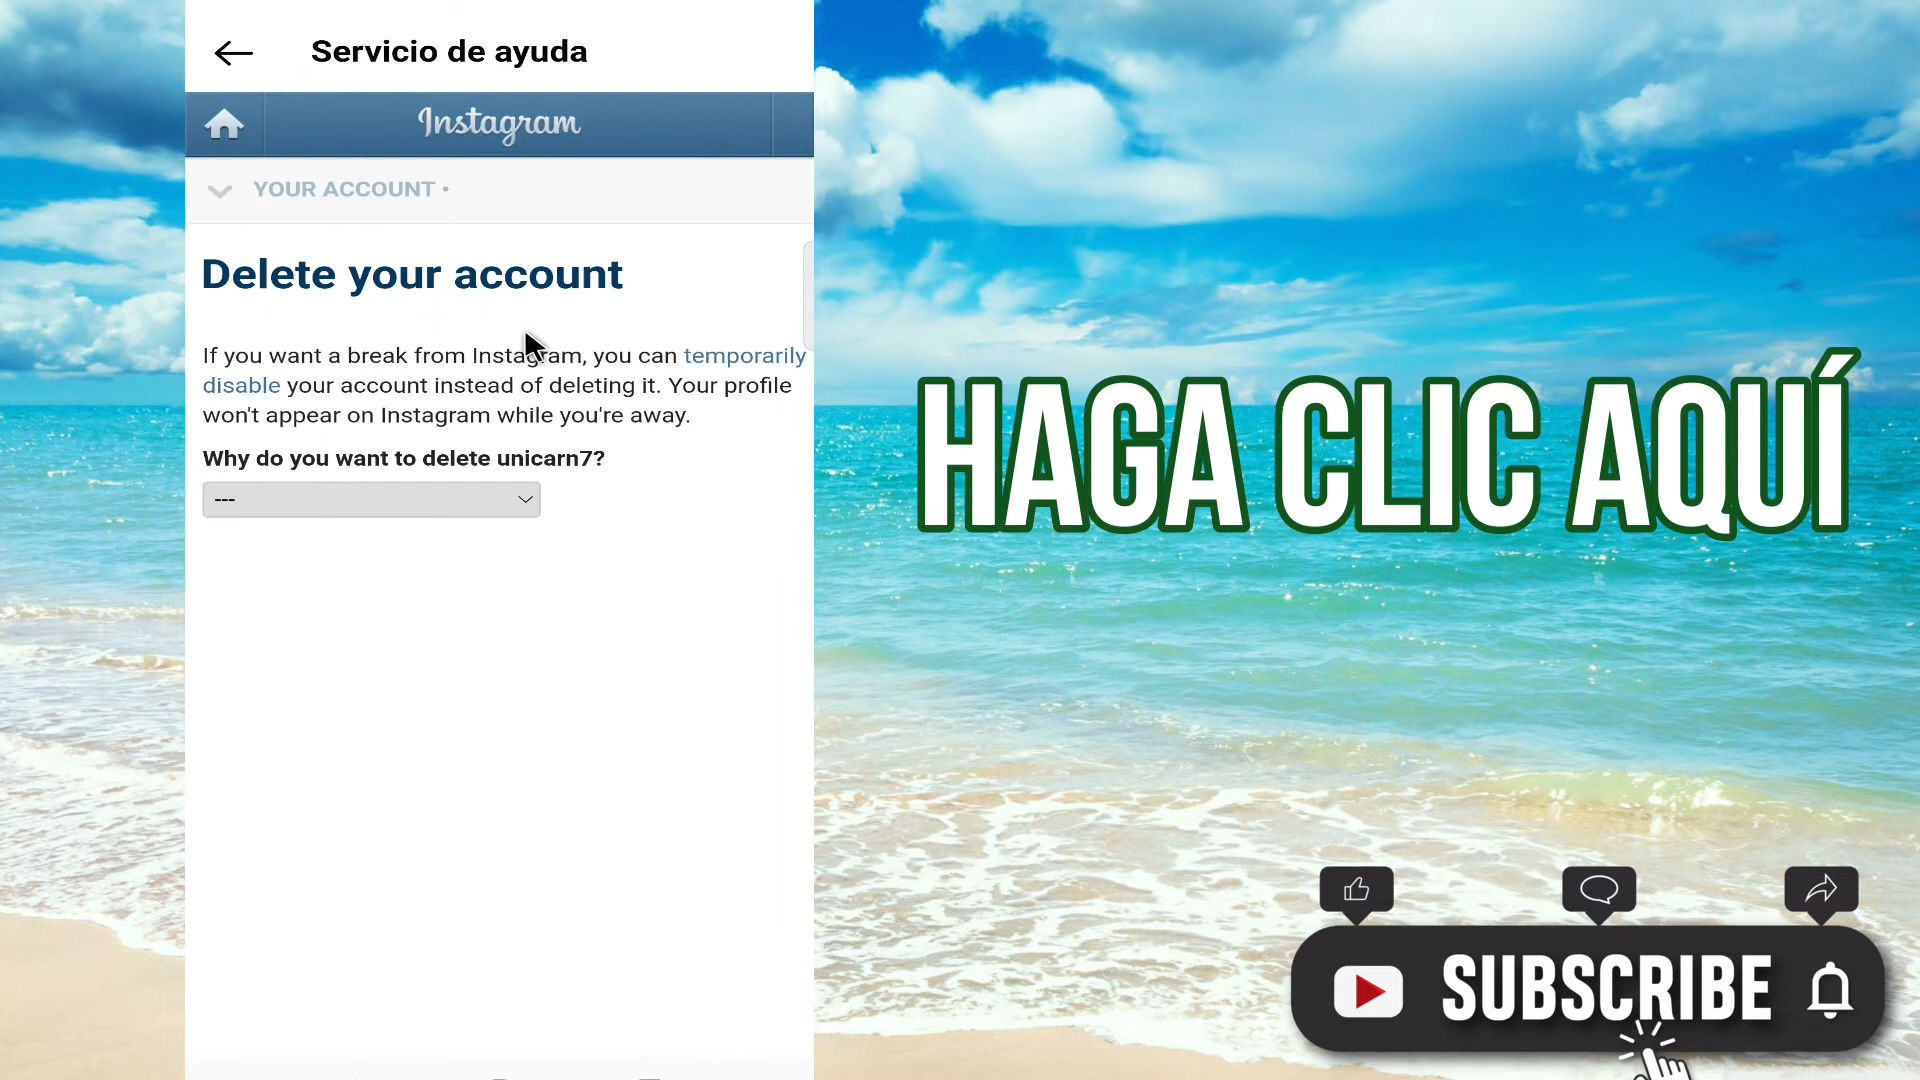 Servicio de ayuda
Instagram
YOUR ACCOUNT •
Delete your account
If you want a break from Instagram, you can temporarily
disable your account instead of deleting it. Your profile
won't appear on Instagram while you're away.
Why do you want to delete unicarn7?
---
HAGA CLIC AQUÍ
SUBSCRIBE